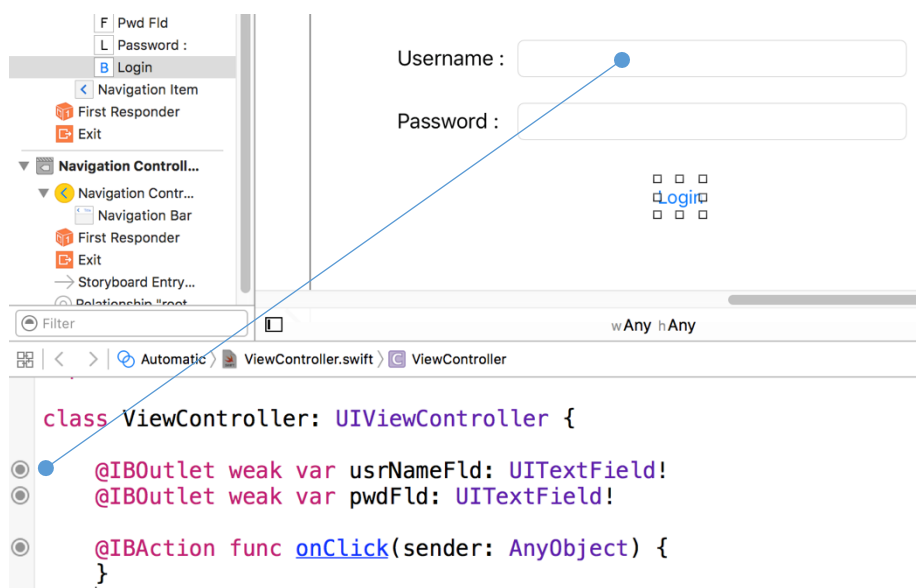 F Pwd Fld
L Password :
B Login
Navigation Item
First Responder
Exit
Navigation Controll...
Navigation Contr...
Navigation Bar
First Responder
Exit
Storyboard Entry...
Relationship "root
Filter
Username :
Password :
Login
wAny hAny
Automatic
ViewController.swift
C ViewController
class ViewController: UIViewController {
@IBOutlet weak var usrNameFld: UITextField!
@IBOutlet weak var pwdFld: UITextField!
@IBAction func onClick(sender: AnyObject) {
}